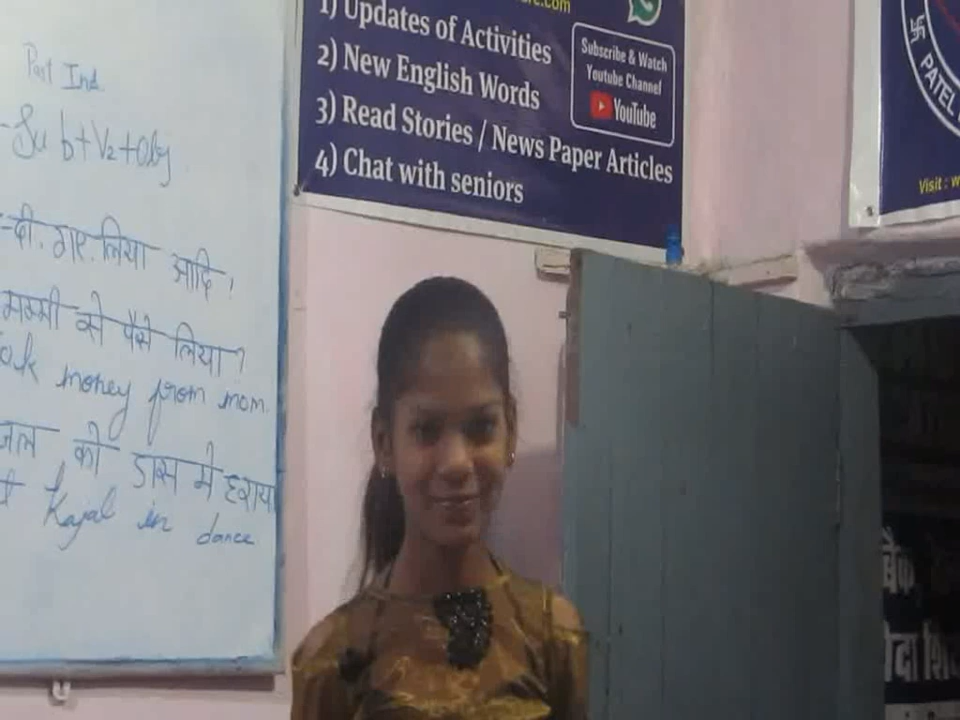 Past Ind.
Sub + V2 + Obj
दी, गए, लिया आदि।
मम्मी से पैसे लिया।
money from mom.
को डांस में हराया
Kajal in dance
.com
1) Updates of Activities
2) New English Words
3) Read Stories / News Paper Articles
4) Chat with seniors
Subscribe & Watch
Youtube Channel
YouTube
PATEL
Visit : w
बैंक